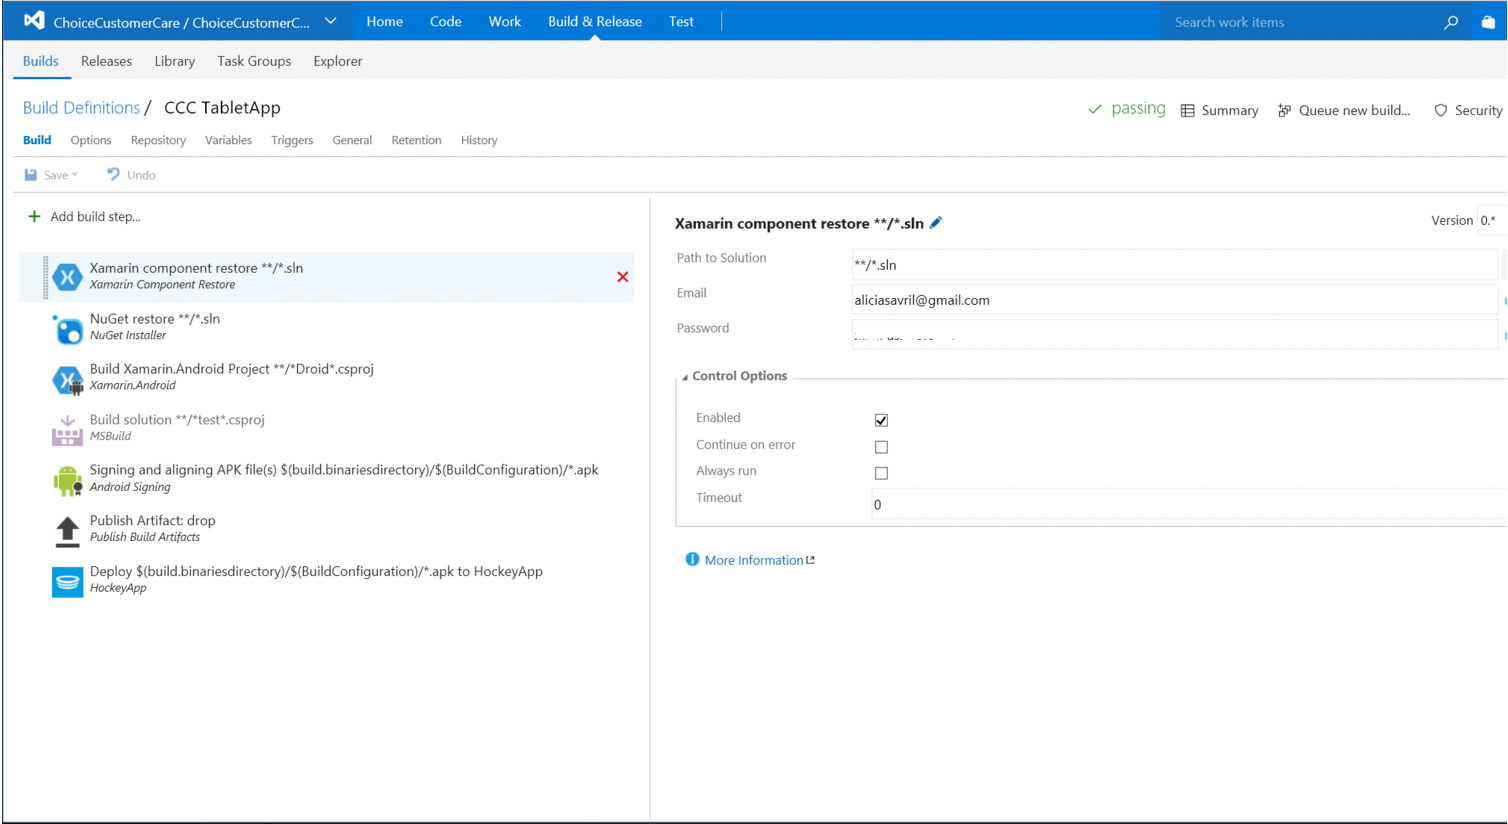 ChoiceCustomerCare / ChoiceCustomerC... Home Code Work Build & Release Test Search work items
Builds Releases Library Task Groups Explorer
Build Definitions / CCC TabletApp
passing Summary Queue new build... Security
Build Options Repository Variables Triggers General Retention History
Save Undo
Add build step...
Xamarin component restore **/*.sln
Xamarin Component Restore
NuGet restore **/*.sln
NuGet Installer
Build Xamarin.Android Project **/*Droid*.csproj
Xamarin.Android
Build solution **/*test*.csproj
MSBuild
Signing and aligning APK file(s) $(build.binariesdirectory)/$(BuildConfiguration)/*.apk
Android Signing
Publish Artifact: drop
Publish Build Artifacts
Deploy $(build.binariesdirectory)/$(BuildConfiguration)/*.apk to HockeyApp
HockeyApp
Xamarin component restore **/*.sln
Version 0.*
Path to Solution **/*.sln
Email aliciasavril@gmail.com
Password
Control Options
Enabled
Continue on error
Always run
Timeout 0
More Information